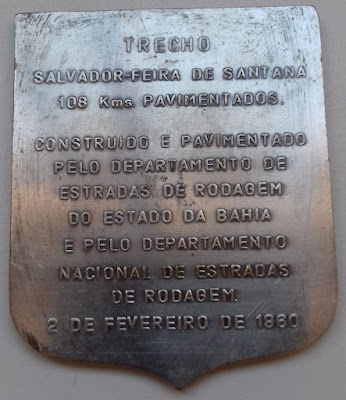 TRECHO
SALVADOR-FEIRA DE SANTANA
108 Kms PAVIMENTADOS.
CONSTRUIDO E PAVIMENTADO
PELO DEPARTAMENTO DE
ESTRADAS DE RODAGEM
DO ESTADO DA BAHIA
E PELO DEPARTAMENTO
NACIONAL DE ESTRADAS
DE RODAGEM.
2 DE FEVEREIRO DE 1960